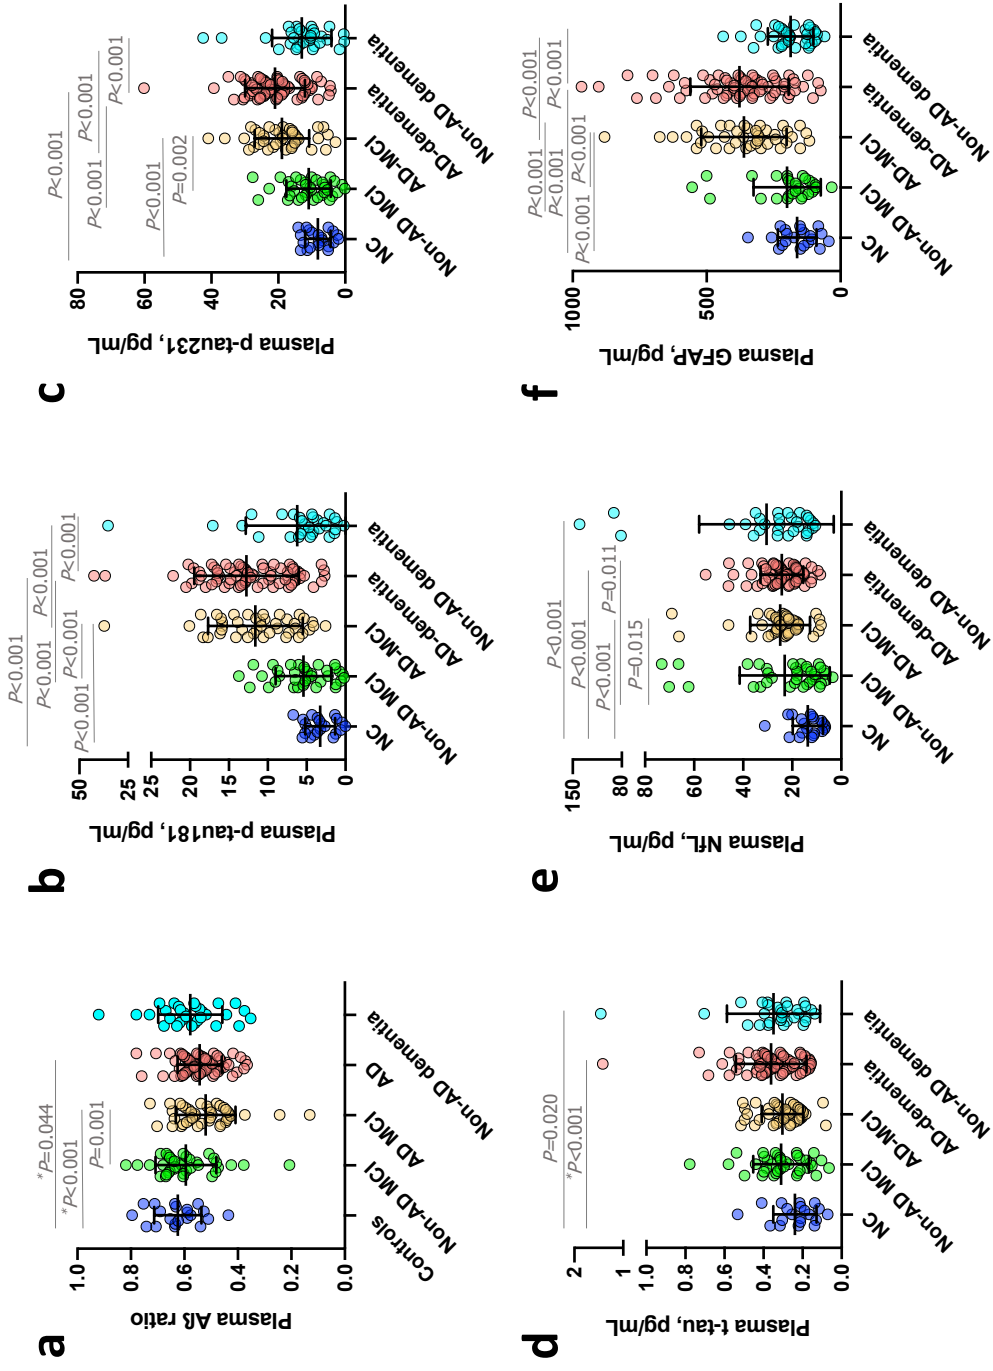 a
Plasma Aß ratio
1.0
0.8
0.6
0.4
0.2
0.0
*P=0.044
*P<0.001
P=0.001
Controls
Non-AD MCI
AD MCI
AD
Non-AD dementia
b
Plasma p-tau181, pg/mL
50
25
25
20
15
10
5
0
P<0.001
P<0.001
P<0.001
P<0.001
P<0.001
P<0.001
NC
Non-AD MCI
AD-MCI
AD-dementia
Non-AD dementia
c
Plasma p-tau231, pg/mL
80
60
40
20
0
P<0.001
P<0.001
P<0.001
P<0.001
P<0.001
P=0.002
NC
Non-AD MCI
AD-MCI
AD-dementia
Non-AD dementia
d
Plasma t-tau, pg/mL
2
1
1.0
0.8
0.6
0.4
0.2
0.0
P=0.020
*P<0.001
NC
Non-AD MCI
AD-MCI
AD-dementia
Non-AD dementia
e
Plasma NfL, pg/mL
150
80
80
60
40
20
0
P<0.001
P<0.001
P<0.001
P=0.011
P=0.015
NC
Non-AD MCI
AD-MCI
AD-dementia
Non-AD dementia
f
Plasma GFAP, pg/mL
1000
500
0
P<0.001
P<0.001
P<0.001
P<0.001
P<0.001
P<0.001
NC
Non-AD MCI
AD-MCI
AD-dementia
Non-AD dementia